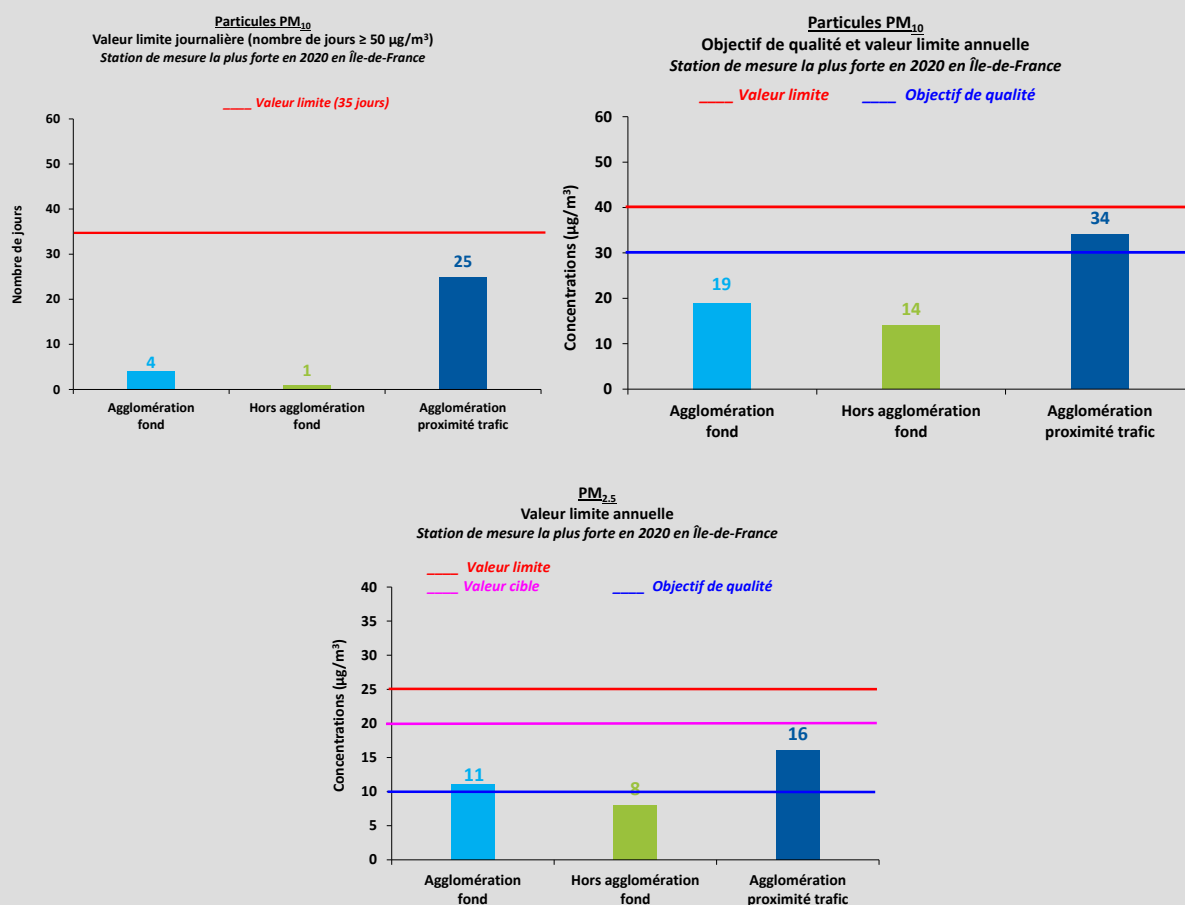 Particules PM10
Valeur limite journalière (nombre de jours ≥ 50 µg/m³)
Station de mesure la plus forte en 2020 en Île-de-France
____ Valeur limite (35 jours)
60
50
40
30
20
10
0
Nombre de jours
4
1
25
Agglomération fond
Hors agglomération fond
Agglomération proximité trafic
Particules PM10
Objectif de qualité et valeur limite annuelle
Station de mesure la plus forte en 2020 en Île-de-France
____ Valeur limite ____ Objectif de qualité
60
50
40
30
20
10
0
Concentrations (µg/m³)
19
14
34
Agglomération fond
Hors agglomération fond
Agglomération proximité trafic
PM2.5
Valeur limite annuelle
Station de mesure la plus forte en 2020 en Île-de-France
____ Valeur limite
____ Valeur cible ____ Objectif de qualité
40
35
30
25
20
15
10
5
0
Concentrations (µg/m³)
11
8
16
Agglomération fond
Hors agglomération fond
Agglomération proximité trafic